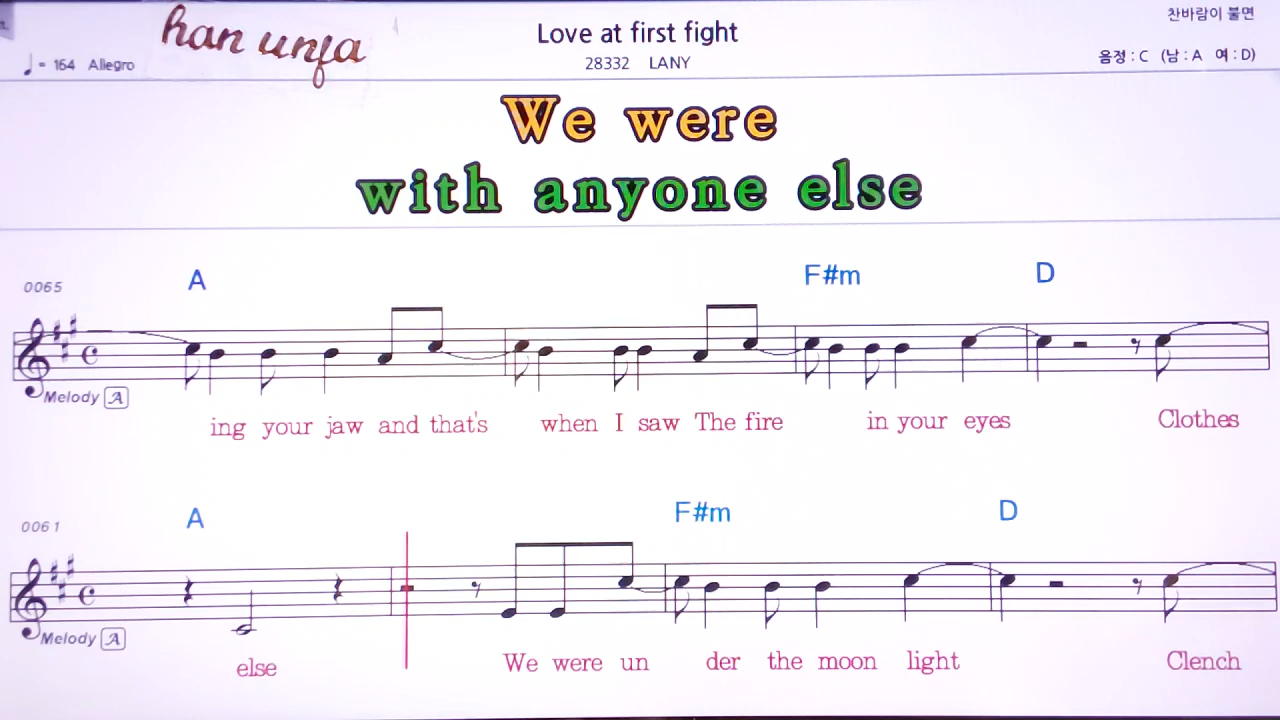 han unfa
Love at first fight
찬바람이 불면
♩= 164 Allegro
28332 LANY
음정 : C (남 : A 여 : D)
We were
with anyone else
0065
A F#m D
Melody A
ing your jaw and that's when I saw The fire in your eyes Clothes
0061
A F#m D
Melody A
else We were un der the moon light Clench